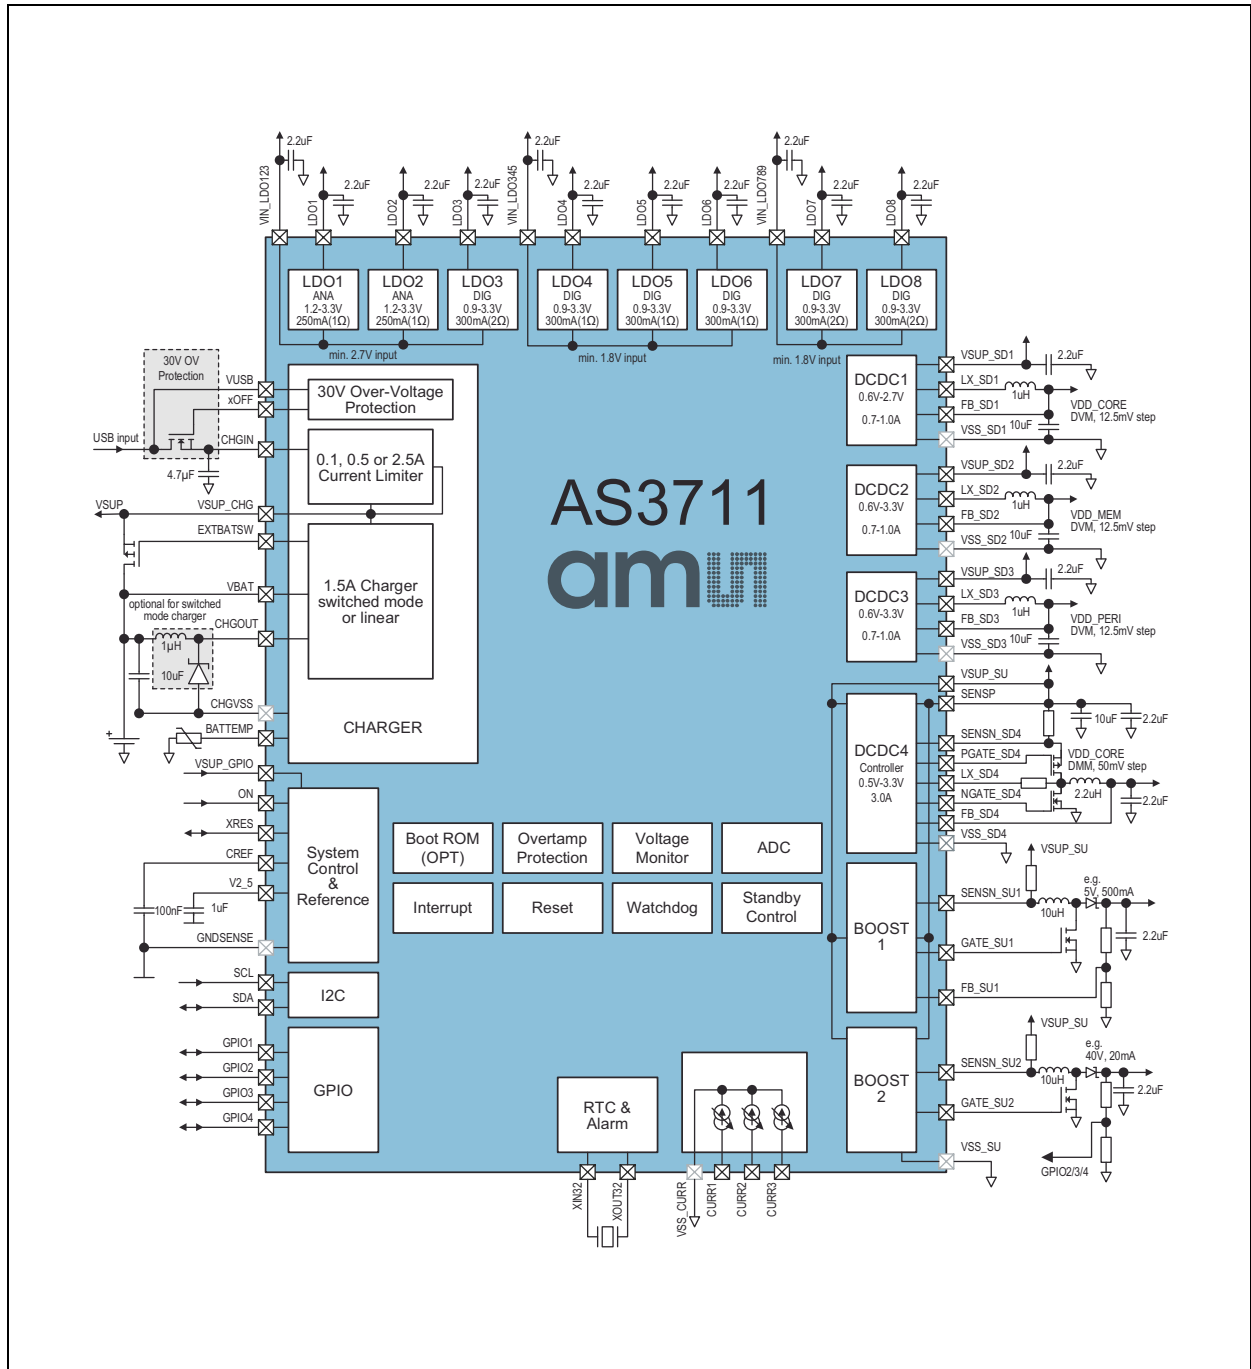 2.2uF
2.2uF
2.2uF
VIN_LDO123
LDO1
2.2uF
LDO2
2.2uF
LDO3
2.2uF
VIN_LDO345
LDO4
2.2uF
LDO5
2.2uF
LDO6
2.2uF
VIN_LDO789
LDO7
2.2uF
LDO8
2.2uF
LDO1
ANA
1.2-3.3V
250mA(1Ω)
LDO2
ANA
1.2-3.3V
250mA(1Ω)
LDO3
DIG
0.9-3.3V
300mA(2Ω)
LDO4
DIG
0.9-3.3V
300mA(1Ω)
LDO5
DIG
0.9-3.3V
300mA(1Ω)
LDO6
DIG
0.9-3.3V
300mA(1Ω)
LDO7
DIG
0.9-3.3V
300mA(2Ω)
LDO8
DIG
0.9-3.3V
300mA(2Ω)
min. 2.7V input
min. 1.8V input
min. 1.8V input
30V OV
Protection
VUSB
xOFF
USB input
CHGIN
4.7µF
VSUP
VSUP_CHG
EXTBATSW
VBAT
optional for switched
mode charger
CHGOUT
1µH
10uF
CHGVSS
BATTEMP
+
VSUP_GPIO
ON
XRES
CREF
V2_5
100nF
1uF
GNDSENSE
SCL
SDA
GPIO1
GPIO2
GPIO3
GPIO4
30V Over-Voltage
Protection
0.1, 0.5 or 2.5A
Current Limiter
1.5A Charger
switched mode
or linear
CHARGER
System
Control
&
Reference
I2C
GPIO
AS3711
am
Boot ROM
(OPT)
Overtamp
Protection
Voltage
Monitor
ADC
Interrupt
Reset
Watchdog
Standby
Control
RTC &
Alarm
XIN32
XOUT32
VSS_CURR
CURR1
CURR2
CURR3
DCDC1
0.6V-2.7V
0.7-1.0A
DCDC2
0.6V-3.3V
0.7-1.0A
DCDC3
0.6V-3.3V
0.7-1.0A
DCDC4
Controller
0.5V-3.3V
3.0A
BOOST
1
BOOST
2
VSUP_SD1
2.2uF
LX_SD1
1uH
FB_SD1
10uF
VDD_CORE
DVM, 12.5mV step
VSS_SD1
VSUP_SD2
2.2uF
LX_SD2
1uH
FB_SD2
10uF
VDD_MEM
DVM, 12.5mV step
VSS_SD2
VSUP_SD3
2.2uF
LX_SD3
1uH
FB_SD3
10uF
VDD_PERI
DVM, 12.5mV step
VSS_SD3
VSUP_SU
SENSP
10uF
2.2uF
SENSN_SD4
PGATE_SD4
VDD_CORE
DMM, 50mV step
LX_SD4
2.2uH
NGATE_SD4
2.2uF
FB_SD4
VSS_SD4
VSUP_SU
SENSN_SU1
10uH
e.g.
5V, 500mA
2.2uF
GATE_SU1
FB_SU1
VSUP_SU
SENSN_SU2
10uH
e.g.
40V, 20mA
2.2uF
GATE_SU2
VSS_SU
GPIO2/3/4